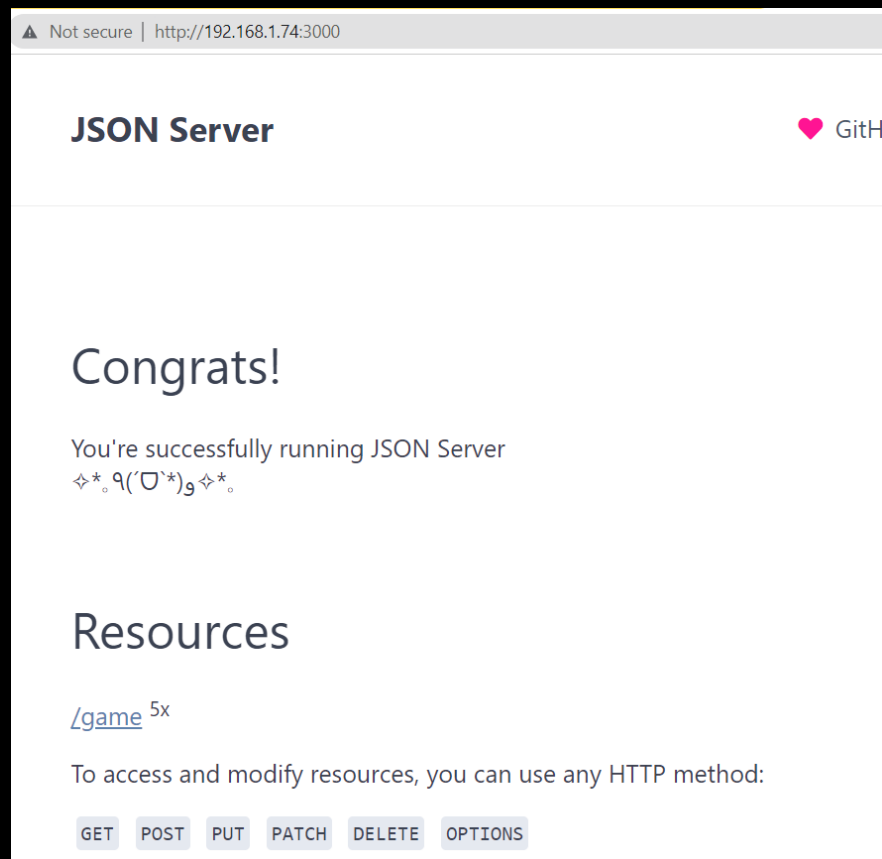 Not secure | http://192.168.1.74:3000
JSON Server
GitH
Congrats!
You're successfully running JSON Server
✧*｡٩(ˊᗜˋ*)و✧*｡
Resources
/game 5x
To access and modify resources, you can use any HTTP method:
GET POST PUT PATCH DELETE OPTIONS